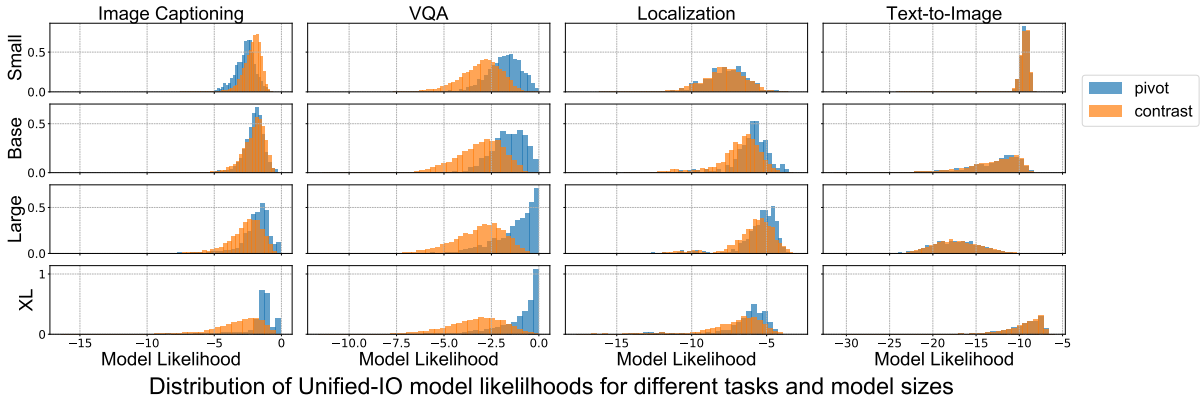 Image Captioning VQA Localization Text-to-Image
Small 0.5 0.0
pivot
contrast
Base 0.5 0.0
Large 0.5 0.0
XL 1 0
−15 −10 −5 0 −10.0 −7.5 −5.0 −2.5 0.0 −15 −10 −5 −30 −25 −20 −15 −10 −5
Model Likelihood Model Likelihood Model Likelihood Model Likelihood
Distribution of Unified-IO model likelilhoods for different tasks and model sizes